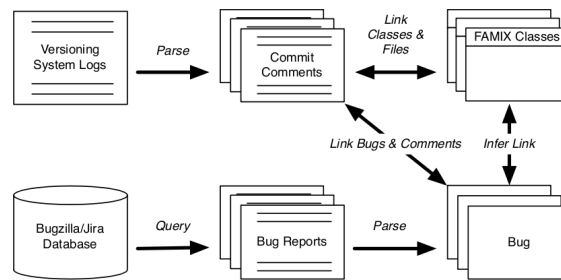 Versioning
System Logs
Parse
Commit
Comments
Link
Classes &
Files
FAMIX Classes
Link Bugs & Comments
Infer Link
Bugzilla/Jira
Database
Query
Bug Reports
Parse
Bug